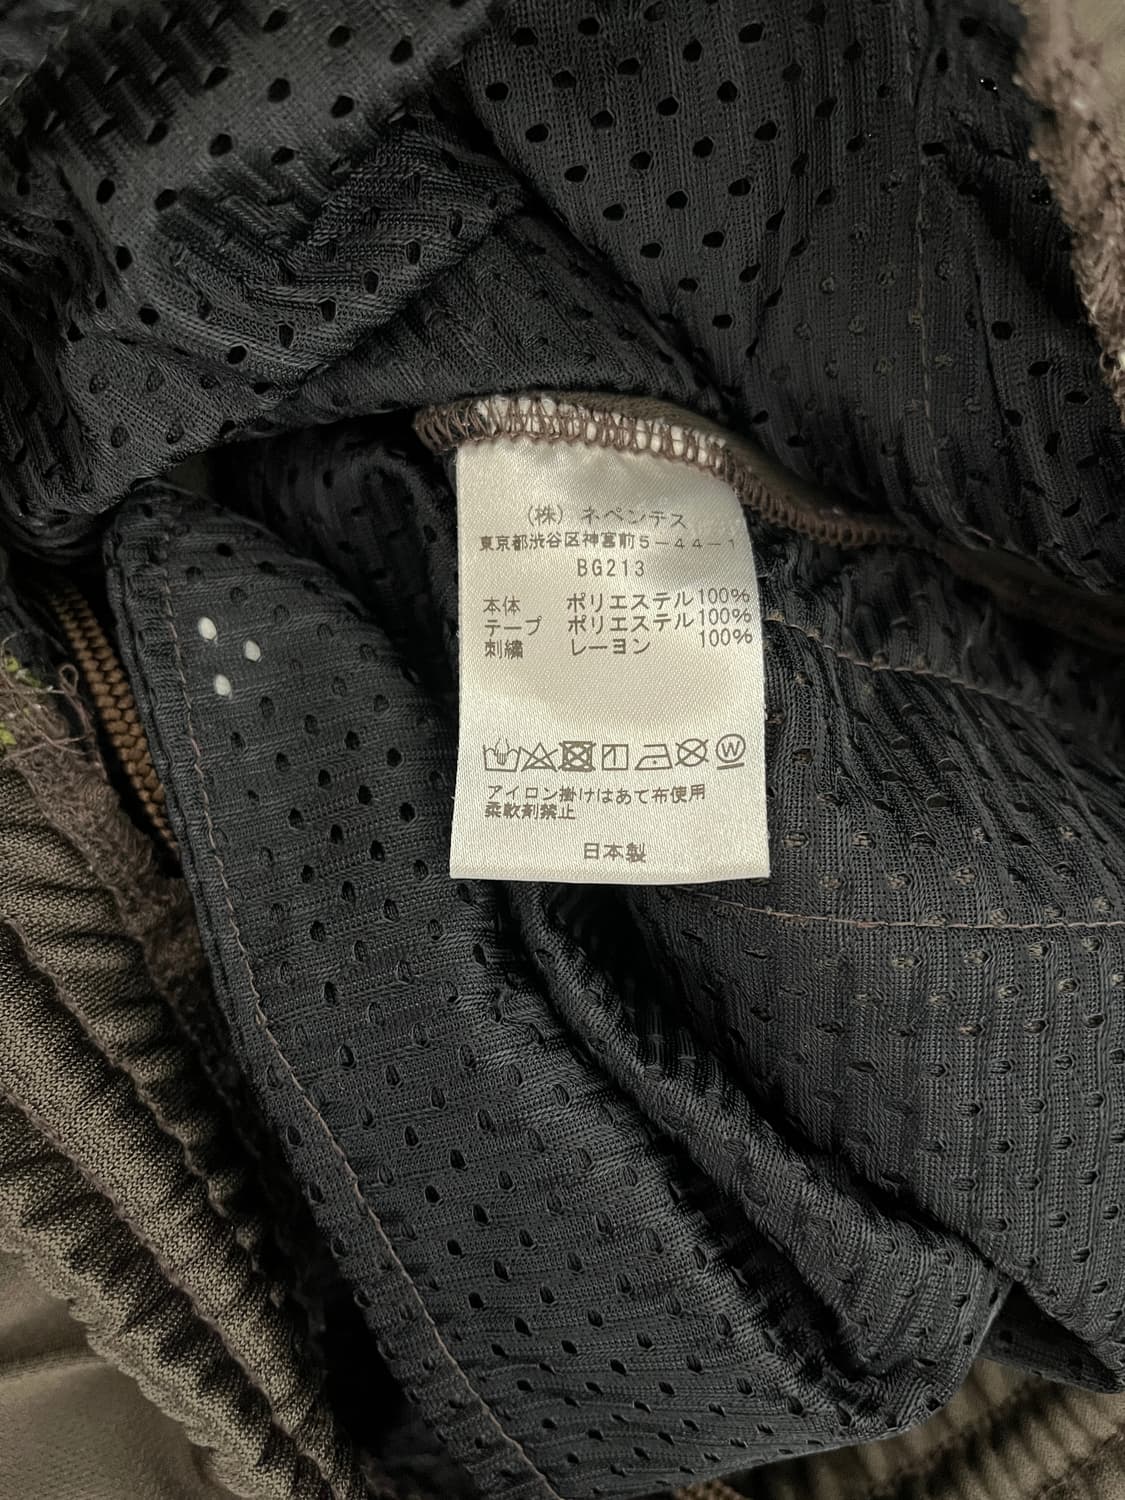 (株) ネペンテス
東京都渋谷区神宮前5-44-1
BG213
本体 ポリエステル100%
テープ ポリエステル100%
刺繍 レーヨン 100%
W
アイロン掛けはあて布使用
柔軟剤禁止
日本製